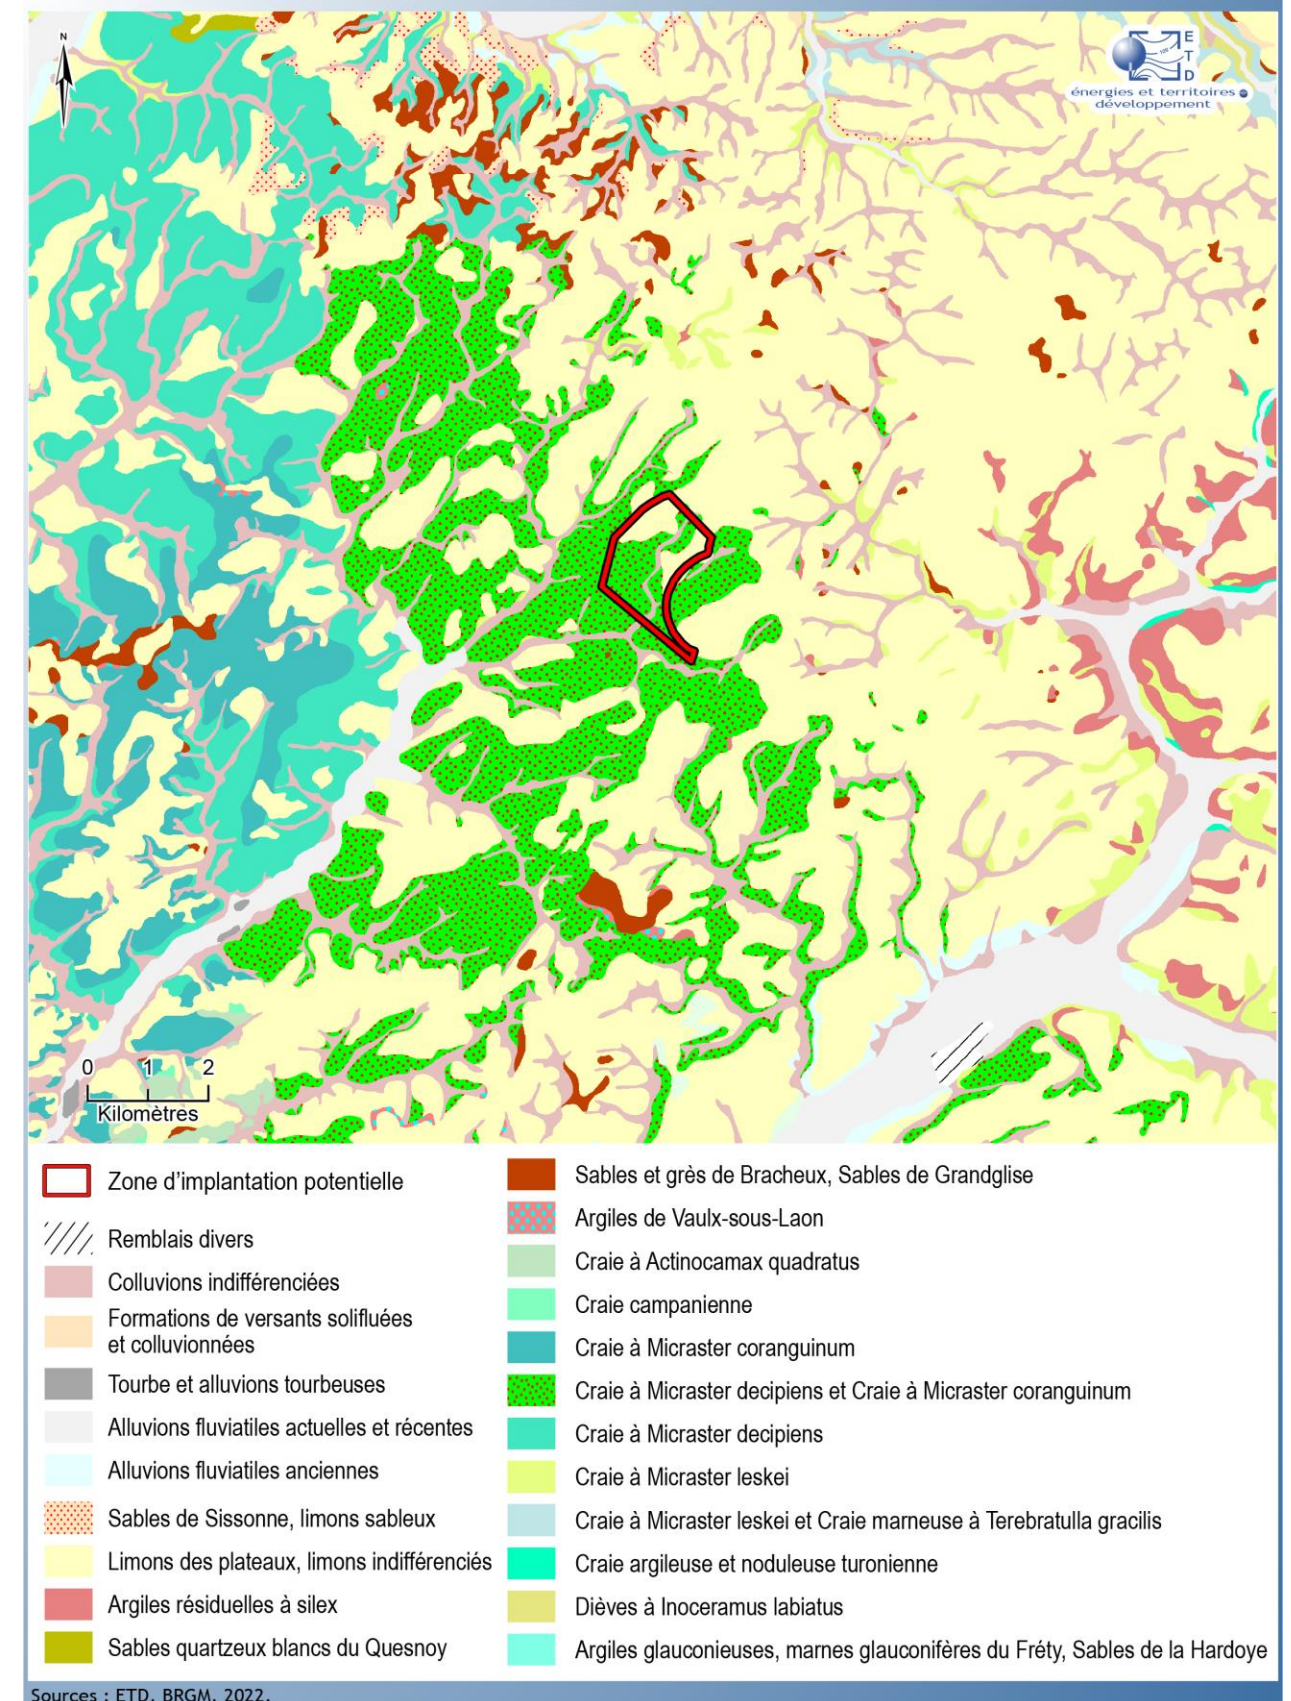 N
E
T
D
énergies et territoires
développement
0 1 2
Kilomètres
Zone d'implantation potentielle
Remblais divers
Colluvions indifférenciées
Formations de versants soliflluées
et colluvionnées
Tourbe et alluvions tourbeuses
Alluvions fluviatiles actuelles et récentes
Alluvions fluviatiles anciennes
Sables de Sissonne, limons sableux
Limons des plateaux, limons indifférenciés
Argiles résiduelles à silex
Sables quartzeux blancs du Quesnoy
Sables et grès de Bracheux, Sables de Grandglise
Argiles de Vaulx-sous-Laon
Craie à Actinocamax quadratus
Craie campanienne
Craie à Micraster coranguinum
Craie à Micraster decipiens et Craie à Micraster coranguinum
Craie à Micraster decipiens
Craie à Micraster leskei
Craie à Micraster leskei et Craie marneuse à Terebratulla gracilis
Craie argileuse et noduleuse turonienne
Dièves à Inoceramus labiatus
Argiles glauconieuses, marnes glauconifères du Fréty, Sables de la Hardoye
Sources : ETD, BRGM, 2022.